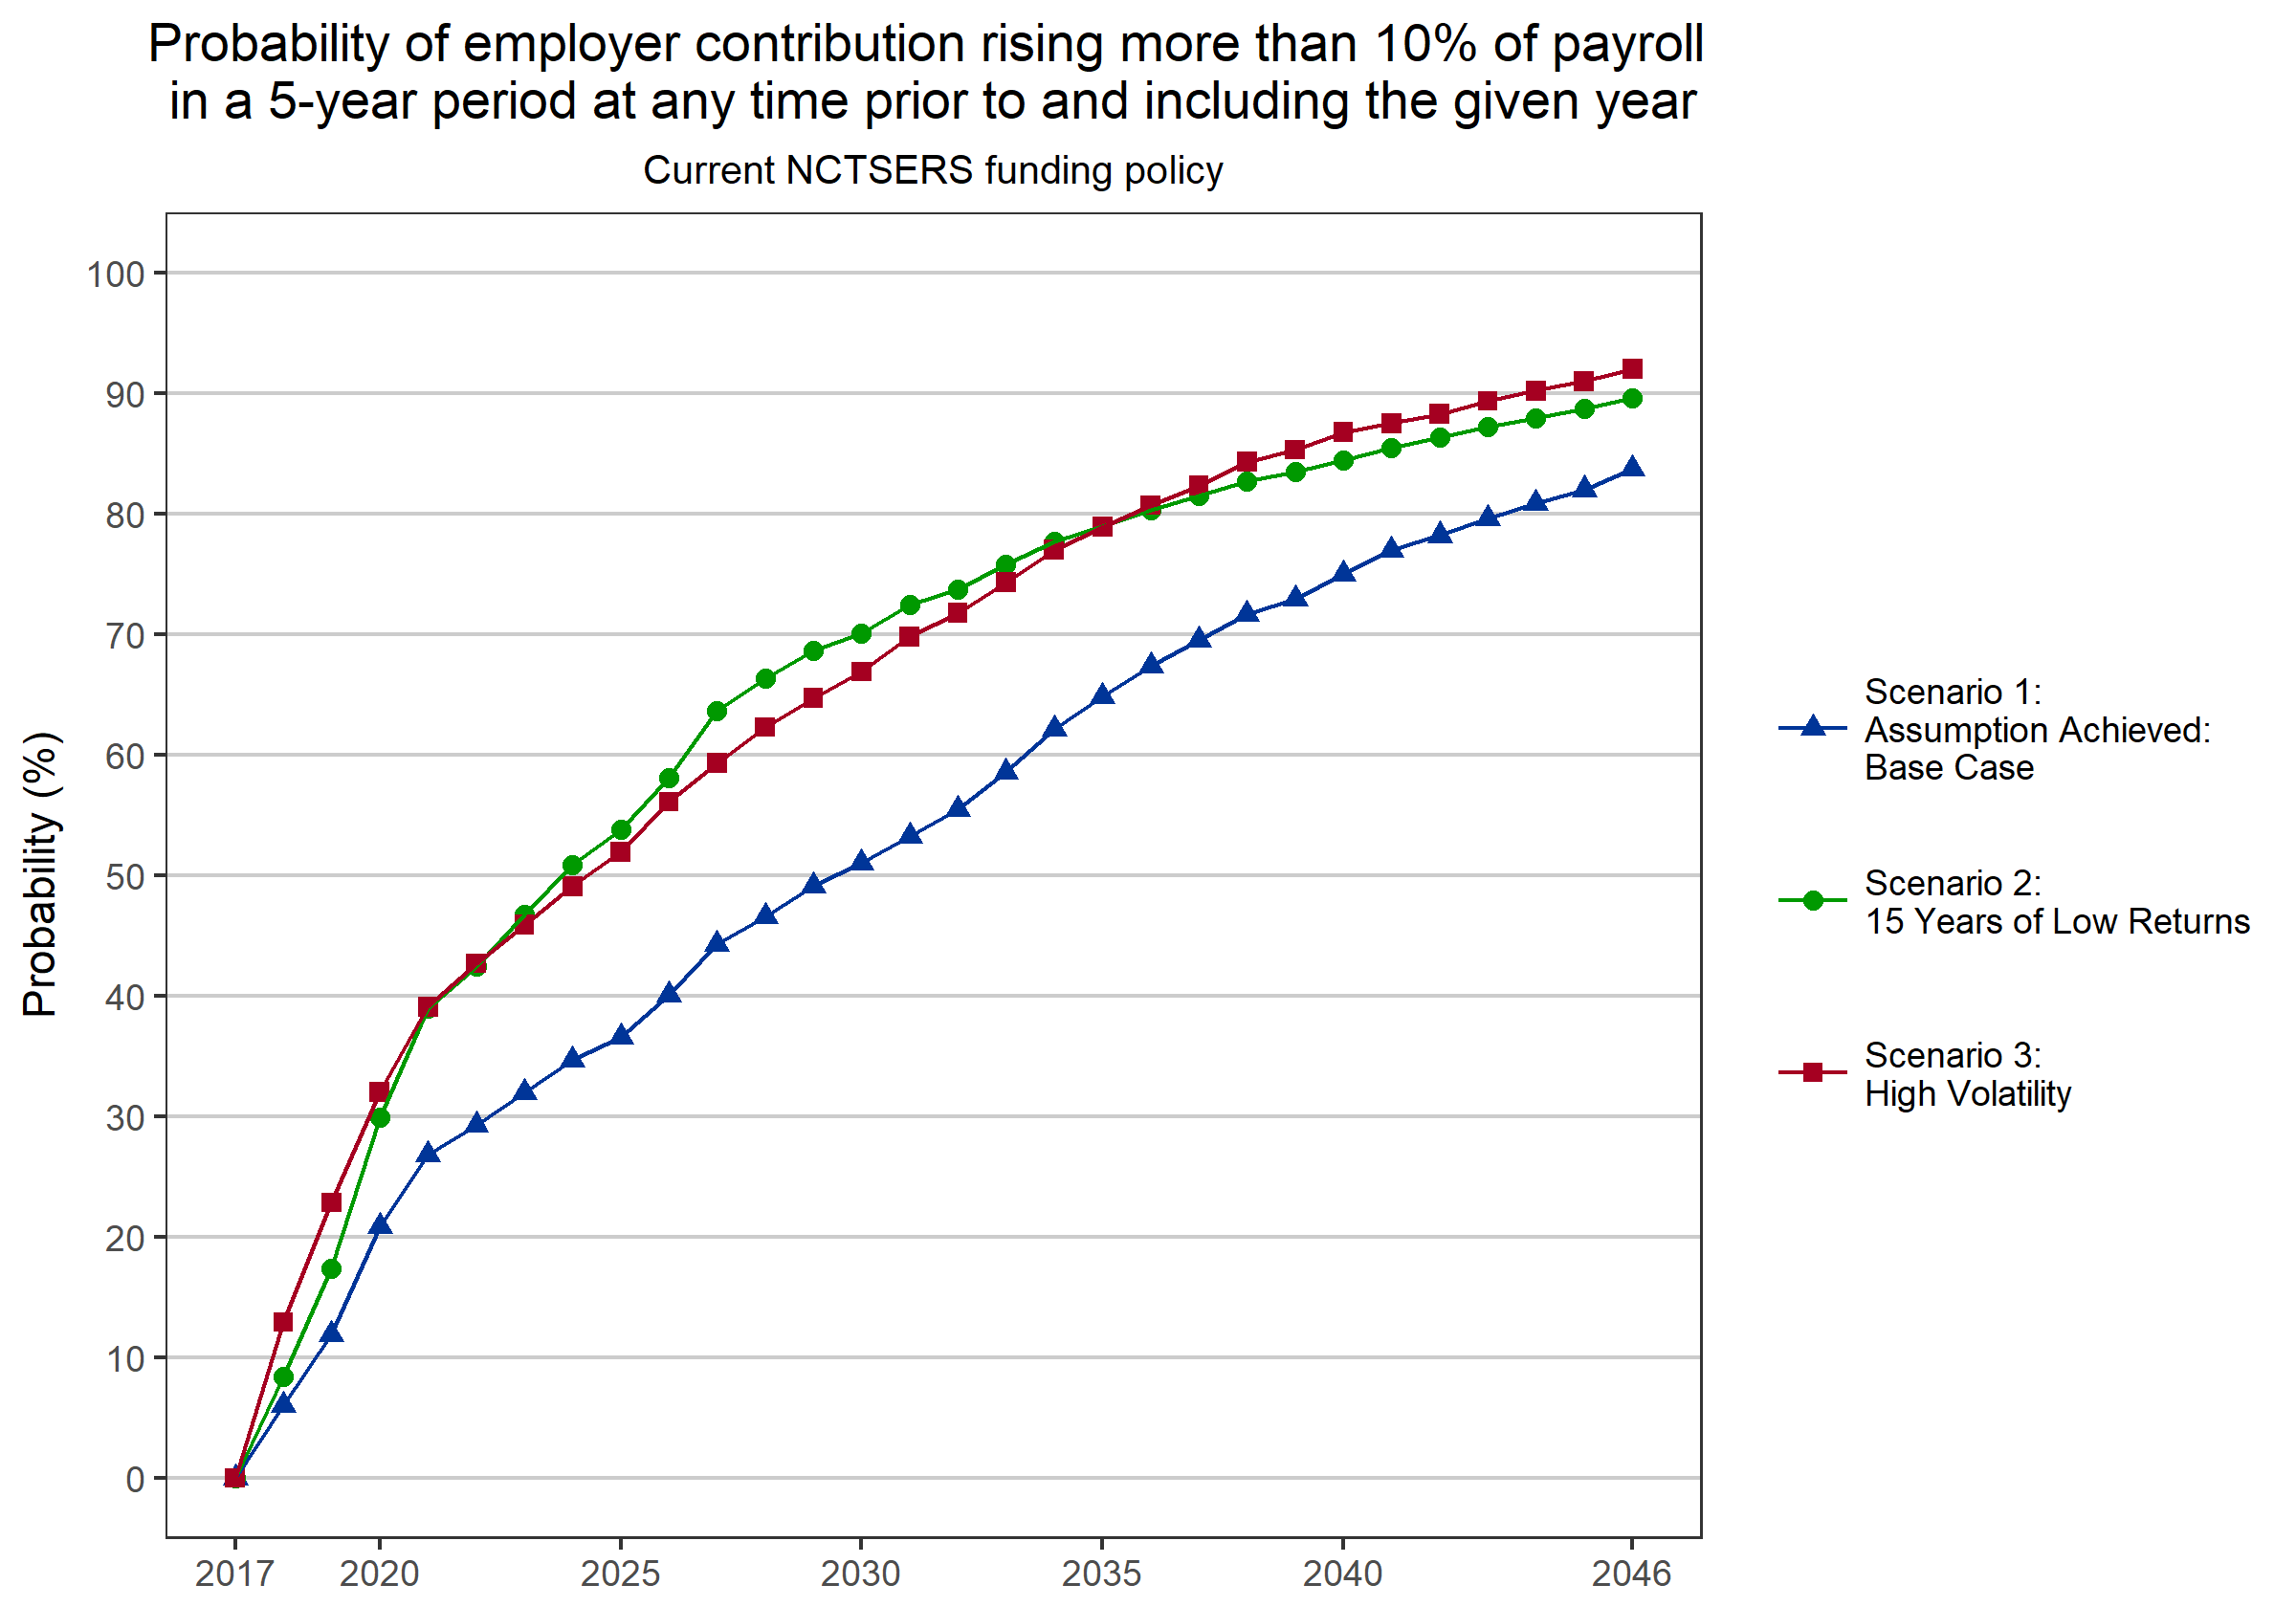 Probability of employer contribution rising more than 10% of payroll
in a 5-year period at any time prior to and including the given year
Current NCTSERS funding policy
Probability (%)
100
90
80
70
60
50
40
30
20
10
0
2017
2020
2025
2030
2035
2040
2046
Scenario 1:
Assumption Achieved:
Base Case
Scenario 2:
15 Years of Low Returns
Scenario 3:
High Volatility